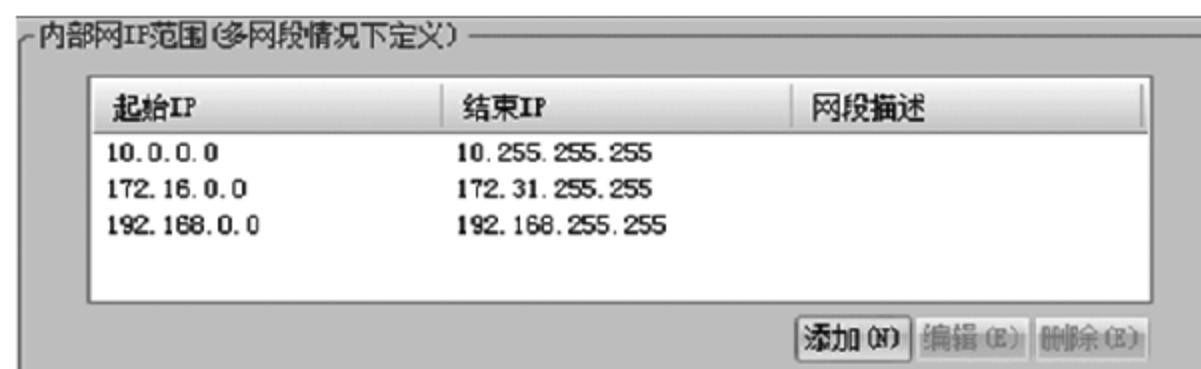 内部网IP范围(多网段情况下定义)
起始IP 结束IP 网段描述
10.0.0.0 10.255.255.255
172.16.0.0 172.31.255.255
192.168.0.0 192.168.255.255
添加(N) 编辑(E) 删除(E)